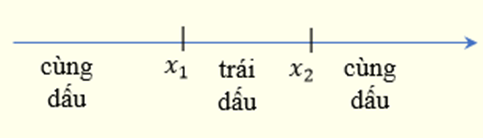 cùng x₁ trái x₂ cùng
dấu dấu dấu